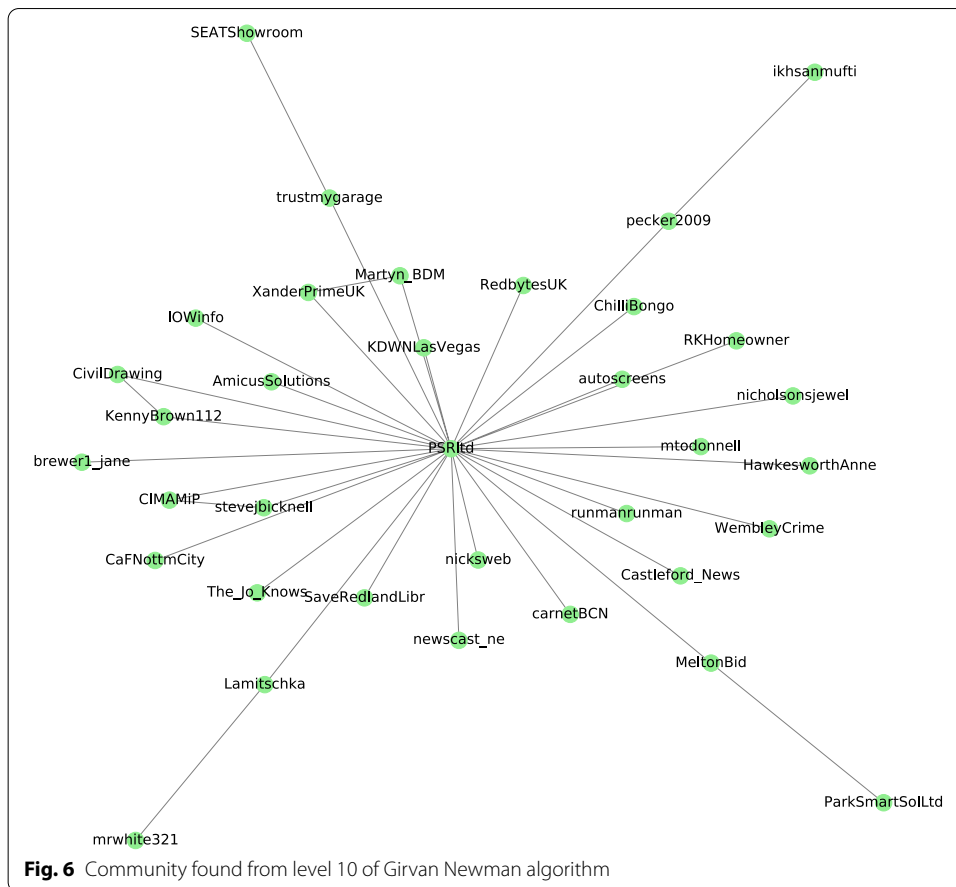 SEATShowroom
ikhsanmufti
trustmygarage
pecker2009
Martyn_BDM
XanderPrimeUK
RedbytesUK
ChilliBongo
IOWinfo
RKHomeowner
KDWNLasVegas
CivilDrawing
AmicusSolutions
autoscreens
nicholsonsjewel
KennyBrown112
PSRltd
mtodonnell
brewer1_jane
HawkesworthAnne
CIMAMiP
stevejbicknell
runmanrunman
WembleyCrime
CaFNottmCity
nicksweb
Castleford_News
The_Jo_Knows
SaveRedlandLibr
carnetBCN
newscast_ne
MeltonBid
Lamitschka
ParkSmartSolLtd
mrwhite321
Fig. 6 Community found from level 10 of Girvan Newman algorithm